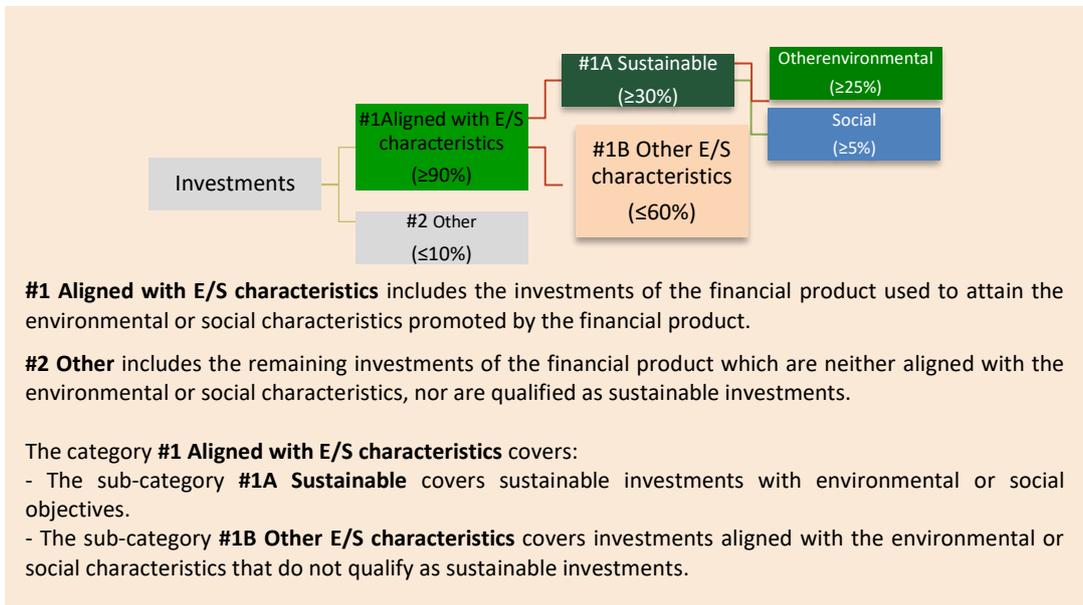 Investments
#1Aligned with E/S
characteristics
(≥90%)
#2 Other
(≤10%)
#1A Sustainable
(≥30%)
#1B Other E/S
characteristics
(≤60%)
Otherenvironmental
(≥25%)
Social
(≥5%)
#1 Aligned with E/S characteristics includes the investments of the financial product used to attain the
environmental or social characteristics promoted by the financial product.
#2 Other includes the remaining investments of the financial product which are neither aligned with the
environmental or social characteristics, nor are qualified as sustainable investments.
The category #1 Aligned with E/S characteristics covers:
- The sub-category #1A Sustainable covers sustainable investments with environmental or social
objectives.
- The sub-category #1B Other E/S characteristics covers investments aligned with the environmental or
social characteristics that do not qualify as sustainable investments.